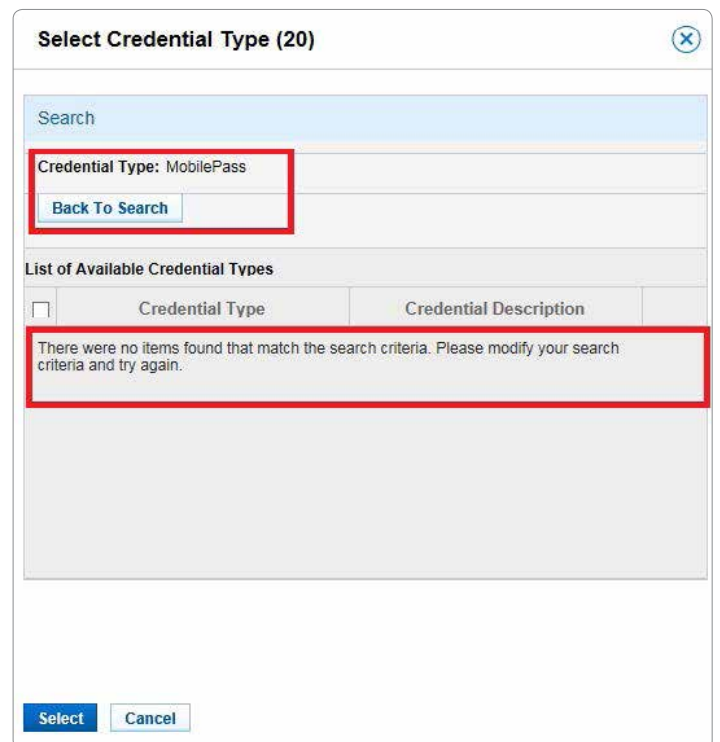 Select Credential Type (20)
Search
Credential Type: MobilePass
Back To Search
List of Available Credential Types
Credential Type Credential Description
There were no items found that match the search criteria. Please modify your search
criteria and try again.
Select Cancel